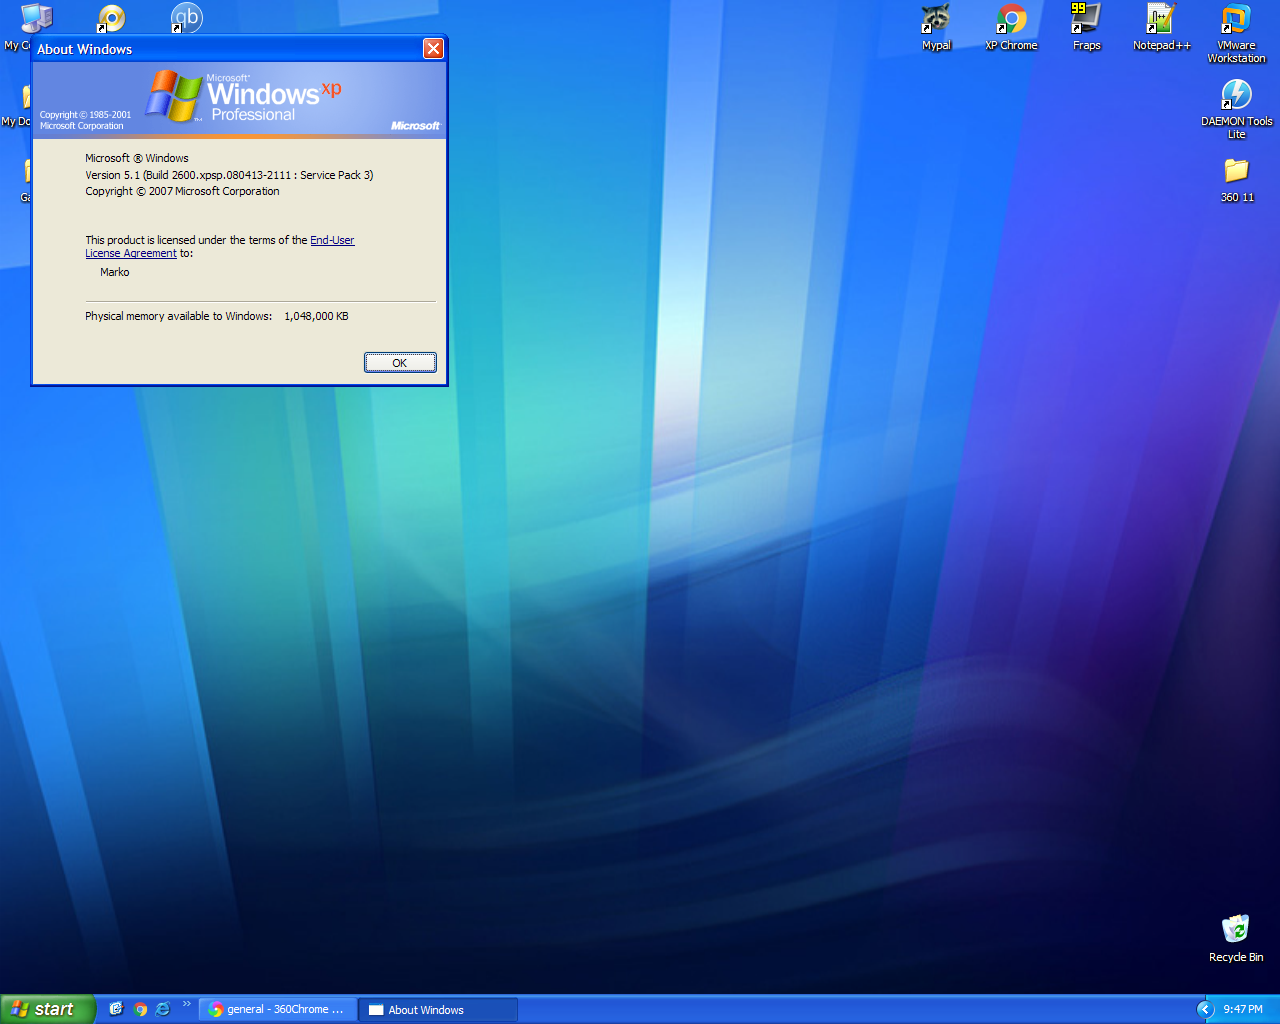 qb
My C
About Windows
Microsoft®
Windows xp
Professional
Copyright © 1985-2001
Microsoft Corporation
Microsoft
Microsoft ® Windows
Version 5.1 (Build 2600.xpsp.080413-2111 : Service Pack 3)
Copyright © 2007 Microsoft Corporation
This product is licensed under the terms of the End-User
License Agreement to:
Marko
Physical memory available to Windows: 1,048,000 KB
OK
My Do
Ga
Mypal
XP Chrome
99
Fraps
Notepad++
VMware
Workstation
DAEMON Tools
Lite
360 11
Recycle Bin
start
general - 360Chrome ...
About Windows
9:47 PM